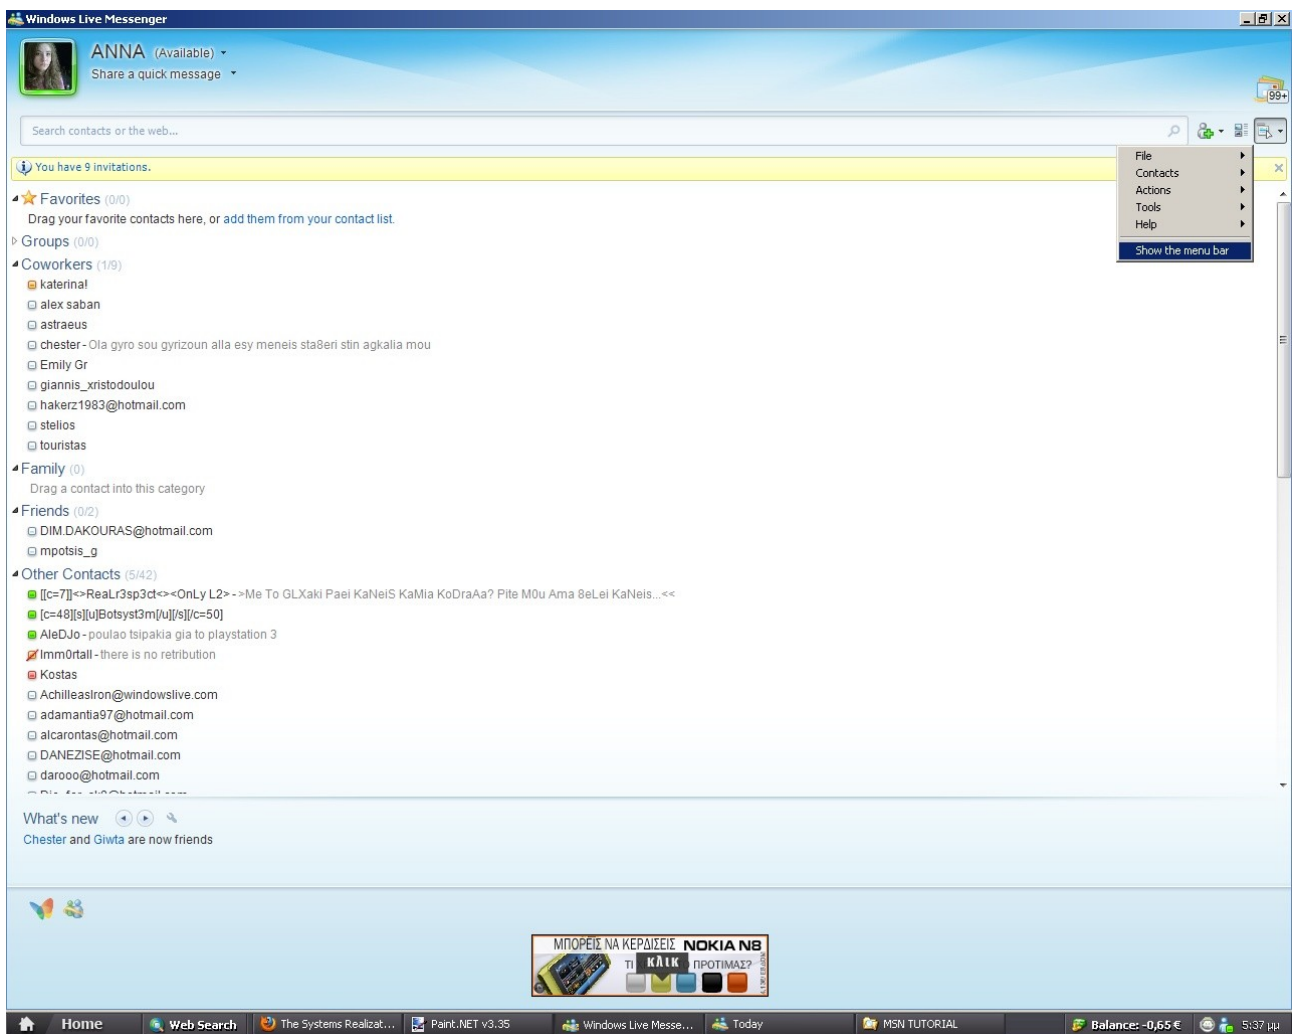 Windows Live Messenger
ANNA (Available)
Share a quick message
99+
Search contacts or the web...
You have 9 invitations.
File
Contacts
Actions
Tools
Help
Show the menu bar
Favorites (0/0)
Drag your favorite contacts here, or add them from your contact list.
Groups (0/0)
Coworkers (1/9)
katerina!
alex saban
astraeus
chester - Ola gyro sou gyrizoun alla esy meneis sta8eri stin agkalia mou
Emily Gr
giannis_xristodoulou
hakerz1983@hotmail.com
stelios
touristas
Family (0)
Drag a contact into this category
Friends (0/2)
DIM.DAKOURAS@hotmail.com
mpotsis_g
Other Contacts (5/42)
[[c=7]]<>ReaLr3sp3ct<><OnLy L2> - >Me To GLXaki Paei KaNeiS KaMia KoDraAa? Pite M0u Ama 8eLei KaNeis...<<
[c=48][s][u]Botsyst3m[/u][/s][/c=50]
AleDJo - poulao tsipakia gia to playstation 3
Imm0rtall - there is no retribution
Kostas
AchilleasIron@windowslive.com
adamantia97@hotmail.com
alcarontas@hotmail.com
DANEZISE@hotmail.com
darooo@hotmail.com
What's new
Chester and Giwta are now friends
ΜΠΟΡΕΙΣ ΝΑ ΚΕΡΔΙΣΕΙΣ NOKIA N8
ΤΙ ΚΛΙΚ ΠΡΟΤΙΜΑΣ?
Home
Web Search
The Systems Realizat...
Paint.NET v3.35
Windows Live Messe...
Today
MSN TUTORIAL
Balance: -0,65 €
5:37 μμ